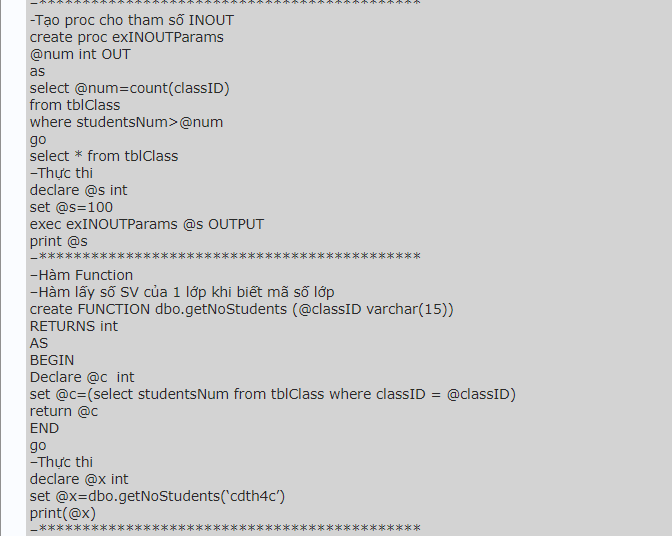 –*********************************************
-Tạo proc cho tham số INOUT
create proc exINOUTParams
@num int OUT
as
select @num=count(classID)
from tblClass
where studentsNum>@num
go
select * from tblClass
–Thực thi
declare @s int
set @s=100
exec exINOUTParams @s OUTPUT
print @s
–*********************************************
–Hàm Function
–Hàm lấy số SV của 1 lớp khi biết mã số lớp
create FUNCTION dbo.getNoStudents (@classID varchar(15))
RETURNS int
AS
BEGIN
Declare @c  int
set @c=(select studentsNum from tblClass where classID = @classID)
return @c
END
go
–Thực thi
declare @x int
set @x=dbo.getNoStudents(‘cdth4c’)
print(@x)
–*********************************************